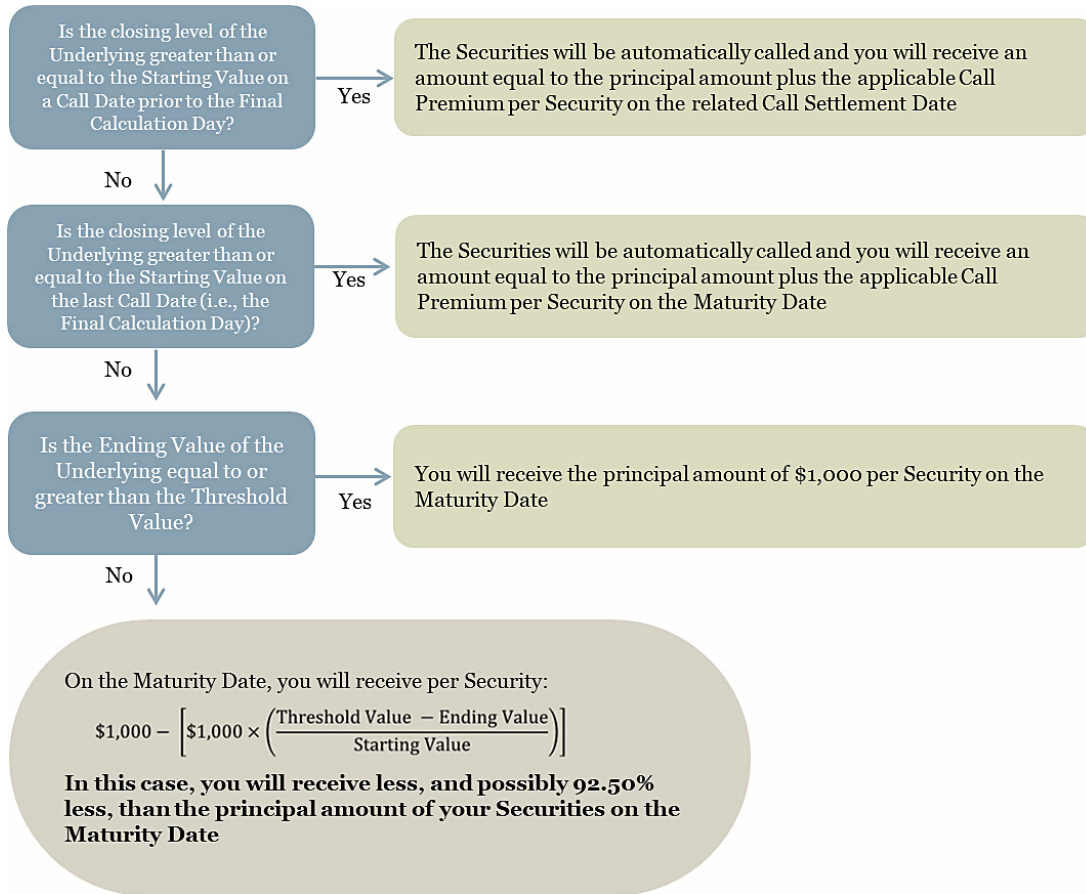 Is the closing level of the
Underlying greater than or
equal to the Starting Value on
a Call Date prior to the Final
Calculation Day?
Yes
The Securities will be automatically called and you will receive an
amount equal to the principal amount plus the applicable Call
Premium per Security on the related Call Settlement Date
No
Is the closing level of the
Underlying greater than or
equal to the Starting Value on
the last Call Date (i.e., the
Final Calculation Day)?
Yes
The Securities will be automatically called and you will receive an
amount equal to the principal amount plus the applicable Call
Premium per Security on the Maturity Date
No
Is the Ending Value of the
Underlying equal to or
greater than the Threshold
Value?
Yes
You will receive the principal amount of $1,000 per Security on the
Maturity Date
No
On the Maturity Date, you will receive per Security:
$1,000 − [$1,000 × (Threshold Value − Ending Value / Starting Value)]
In this case, you will receive less, and possibly 92.50%
less, than the principal amount of your Securities on the
Maturity Date